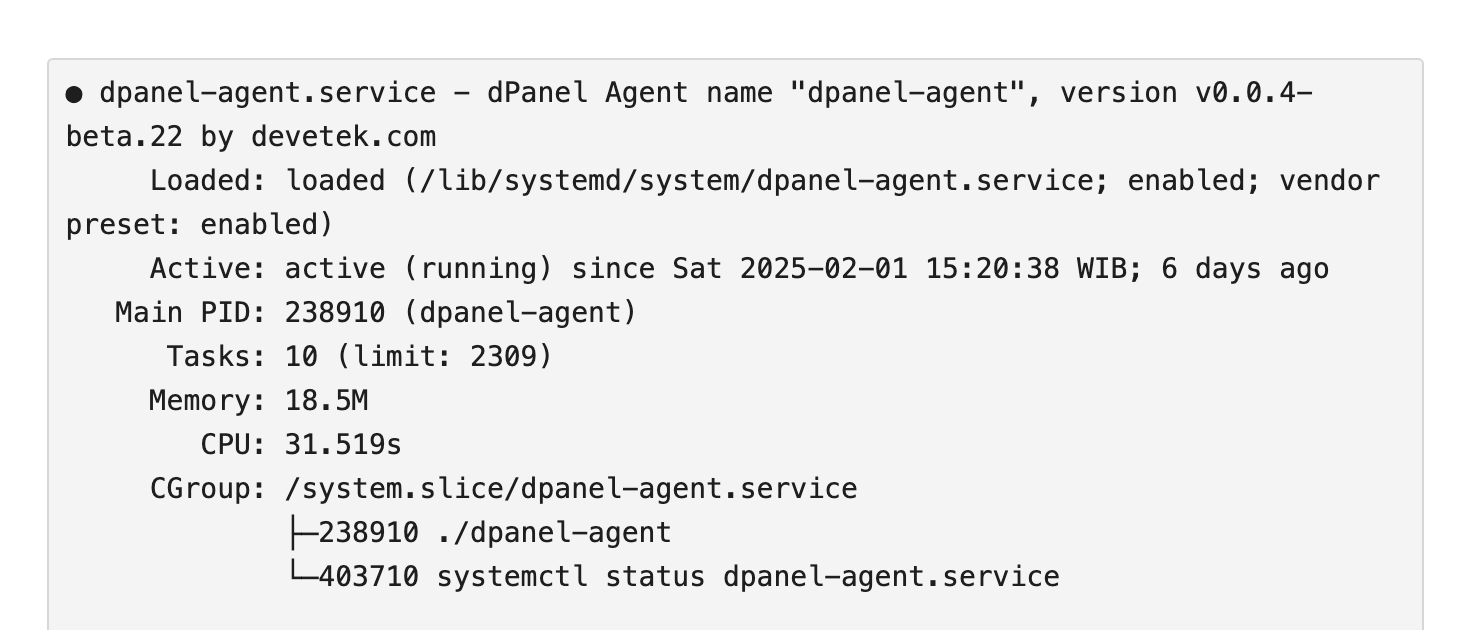 ● dpanel-agent.service - dPanel Agent name "dpanel-agent", version v0.0.4-
beta.22 by devetek.com
     Loaded: loaded (/lib/systemd/system/dpanel-agent.service; enabled; vendor
preset: enabled)
     Active: active (running) since Sat 2025-02-01 15:20:38 WIB; 6 days ago
   Main PID: 238910 (dpanel-agent)
      Tasks: 10 (limit: 2309)
     Memory: 18.5M
        CPU: 31.519s
     CGroup: /system.slice/dpanel-agent.service
             ├─238910 ./dpanel-agent
             └─403710 systemctl status dpanel-agent.service